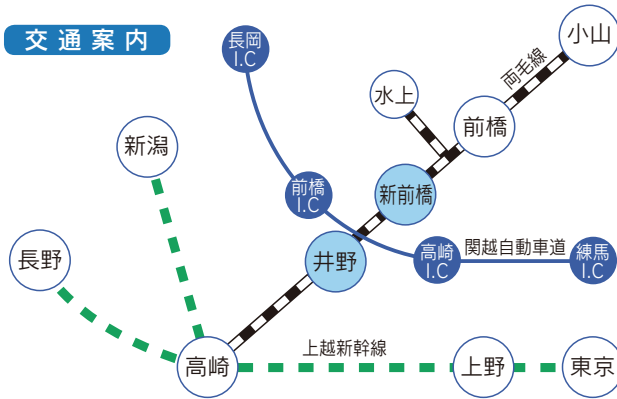 交通案内
長岡
I.C
小山
両毛線
水上
前橋
新潟
前橋
I.C
新前橋
長野
井野
高崎
I.C
関越自動車道
練馬
I.C
高崎
上越新幹線
上野
東京